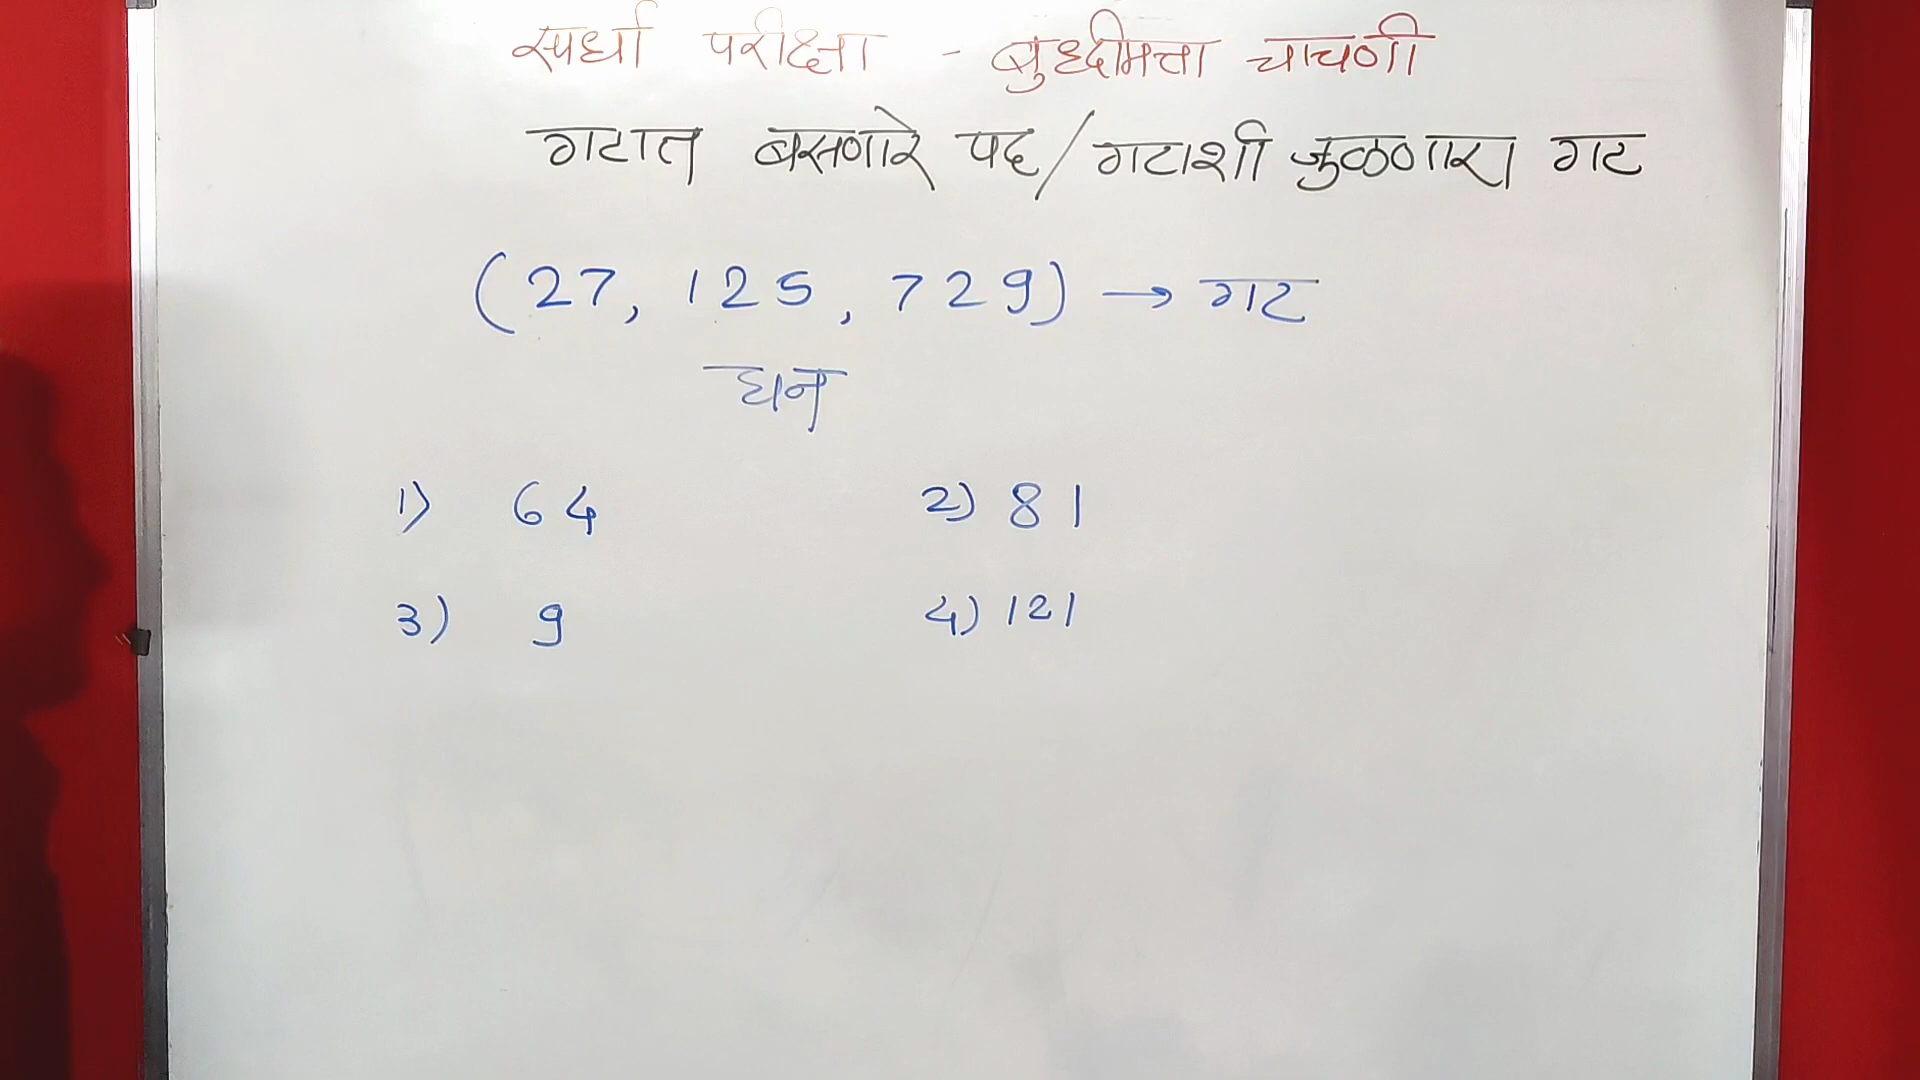 स्पर्धा परीक्षा - बुध्दीमत्ता चाचणी
गटात बसणारे पद / गटाशी जुळणारा गट
(27, 125, 729) → गट
घन
1) 64 2) 81
3) 9 4) 121